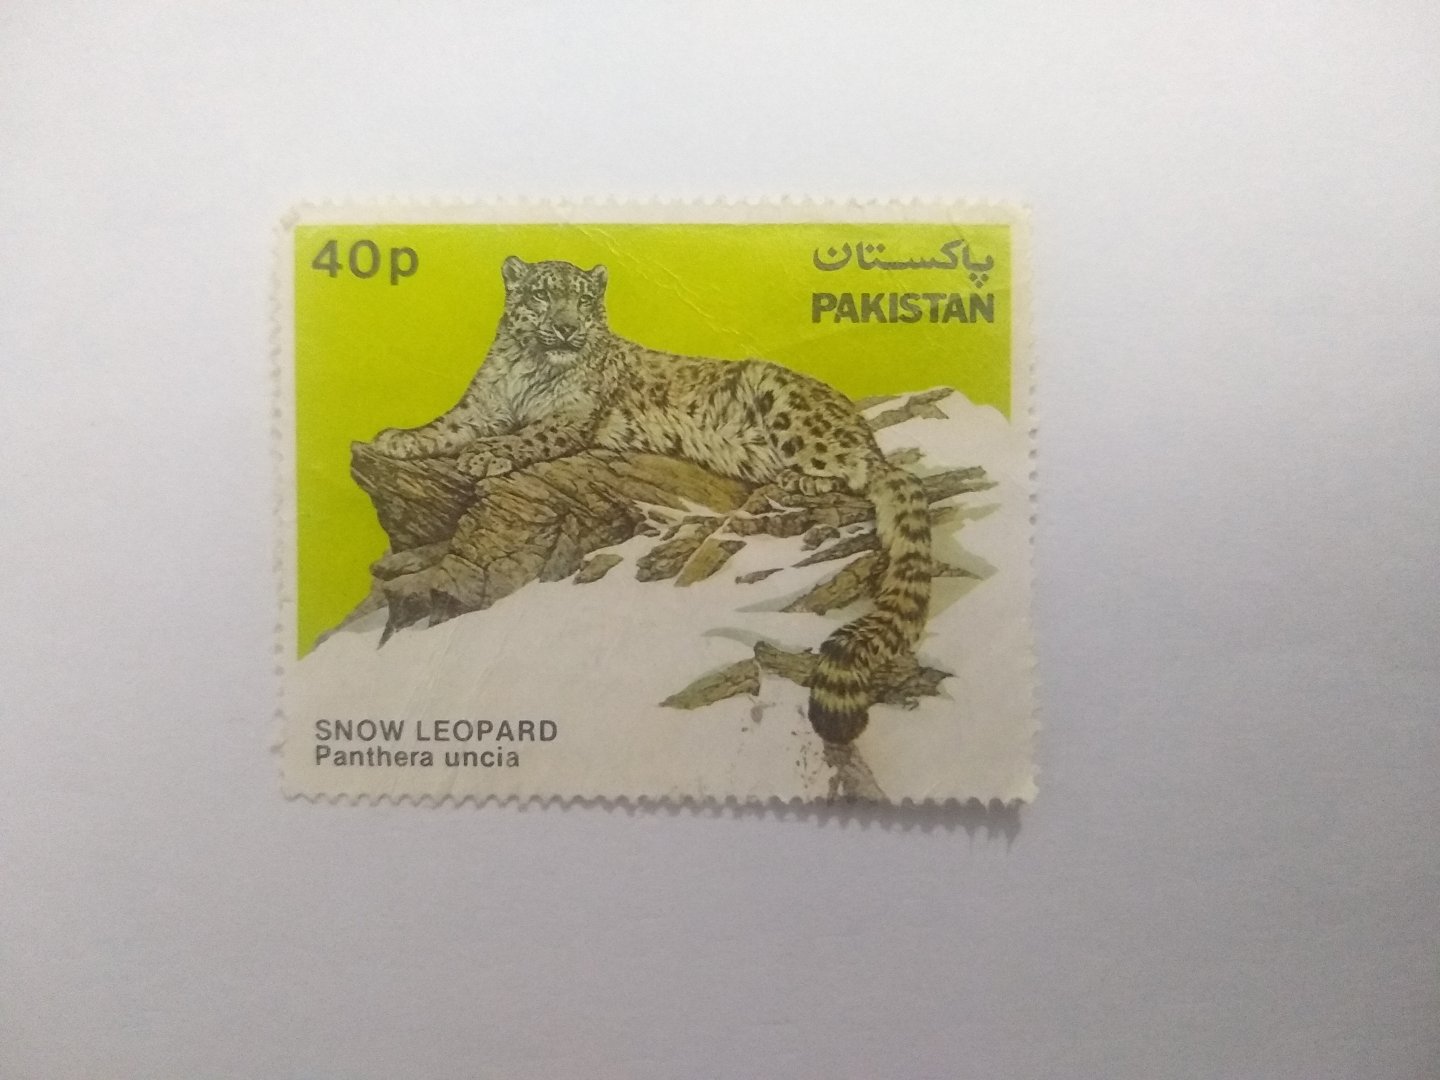 40p
پاکستان
PAKISTAN
SNOW LEOPARD
Panthera uncia